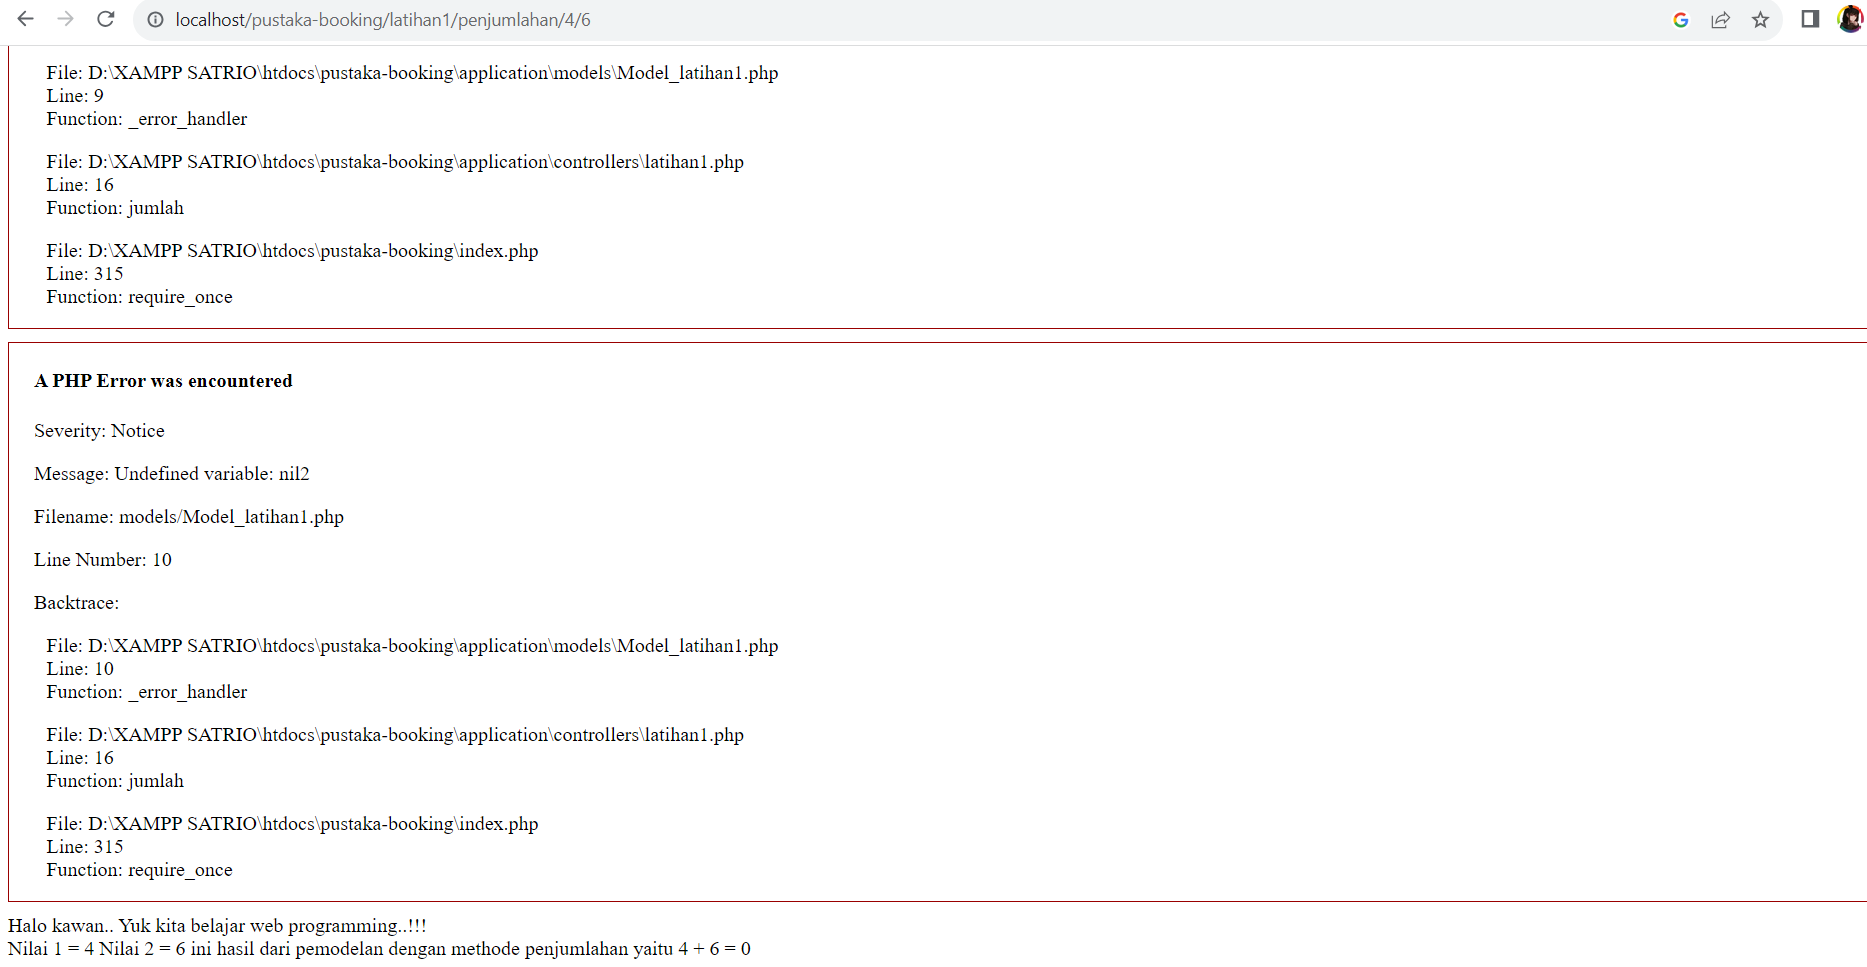 localhost/pustaka-booking/latihan1/penjumlahan/4/6
File: D:\XAMPP SATRIO\htdocs\pustaka-booking\application\models\Model_latihan1.php
Line: 9
Function: _error_handler
File: D:\XAMPP SATRIO\htdocs\pustaka-booking\application\controllers\latihan1.php
Line: 16
Function: jumlah
File: D:\XAMPP SATRIO\htdocs\pustaka-booking\index.php
Line: 315
Function: require_once
A PHP Error was encountered
Severity: Notice
Message: Undefined variable: nil2
Filename: models/Model_latihan1.php
Line Number: 10
Backtrace:
File: D:\XAMPP SATRIO\htdocs\pustaka-booking\application\models\Model_latihan1.php
Line: 10
Function: _error_handler
File: D:\XAMPP SATRIO\htdocs\pustaka-booking\application\controllers\latihan1.php
Line: 16
Function: jumlah
File: D:\XAMPP SATRIO\htdocs\pustaka-booking\index.php
Line: 315
Function: require_once
Halo kawan.. Yuk kita belajar web programming..!!!
Nilai 1 = 4 Nilai 2 = 6 ini hasil dari pemodelan dengan methode penjumlahan yaitu 4 + 6 = 0